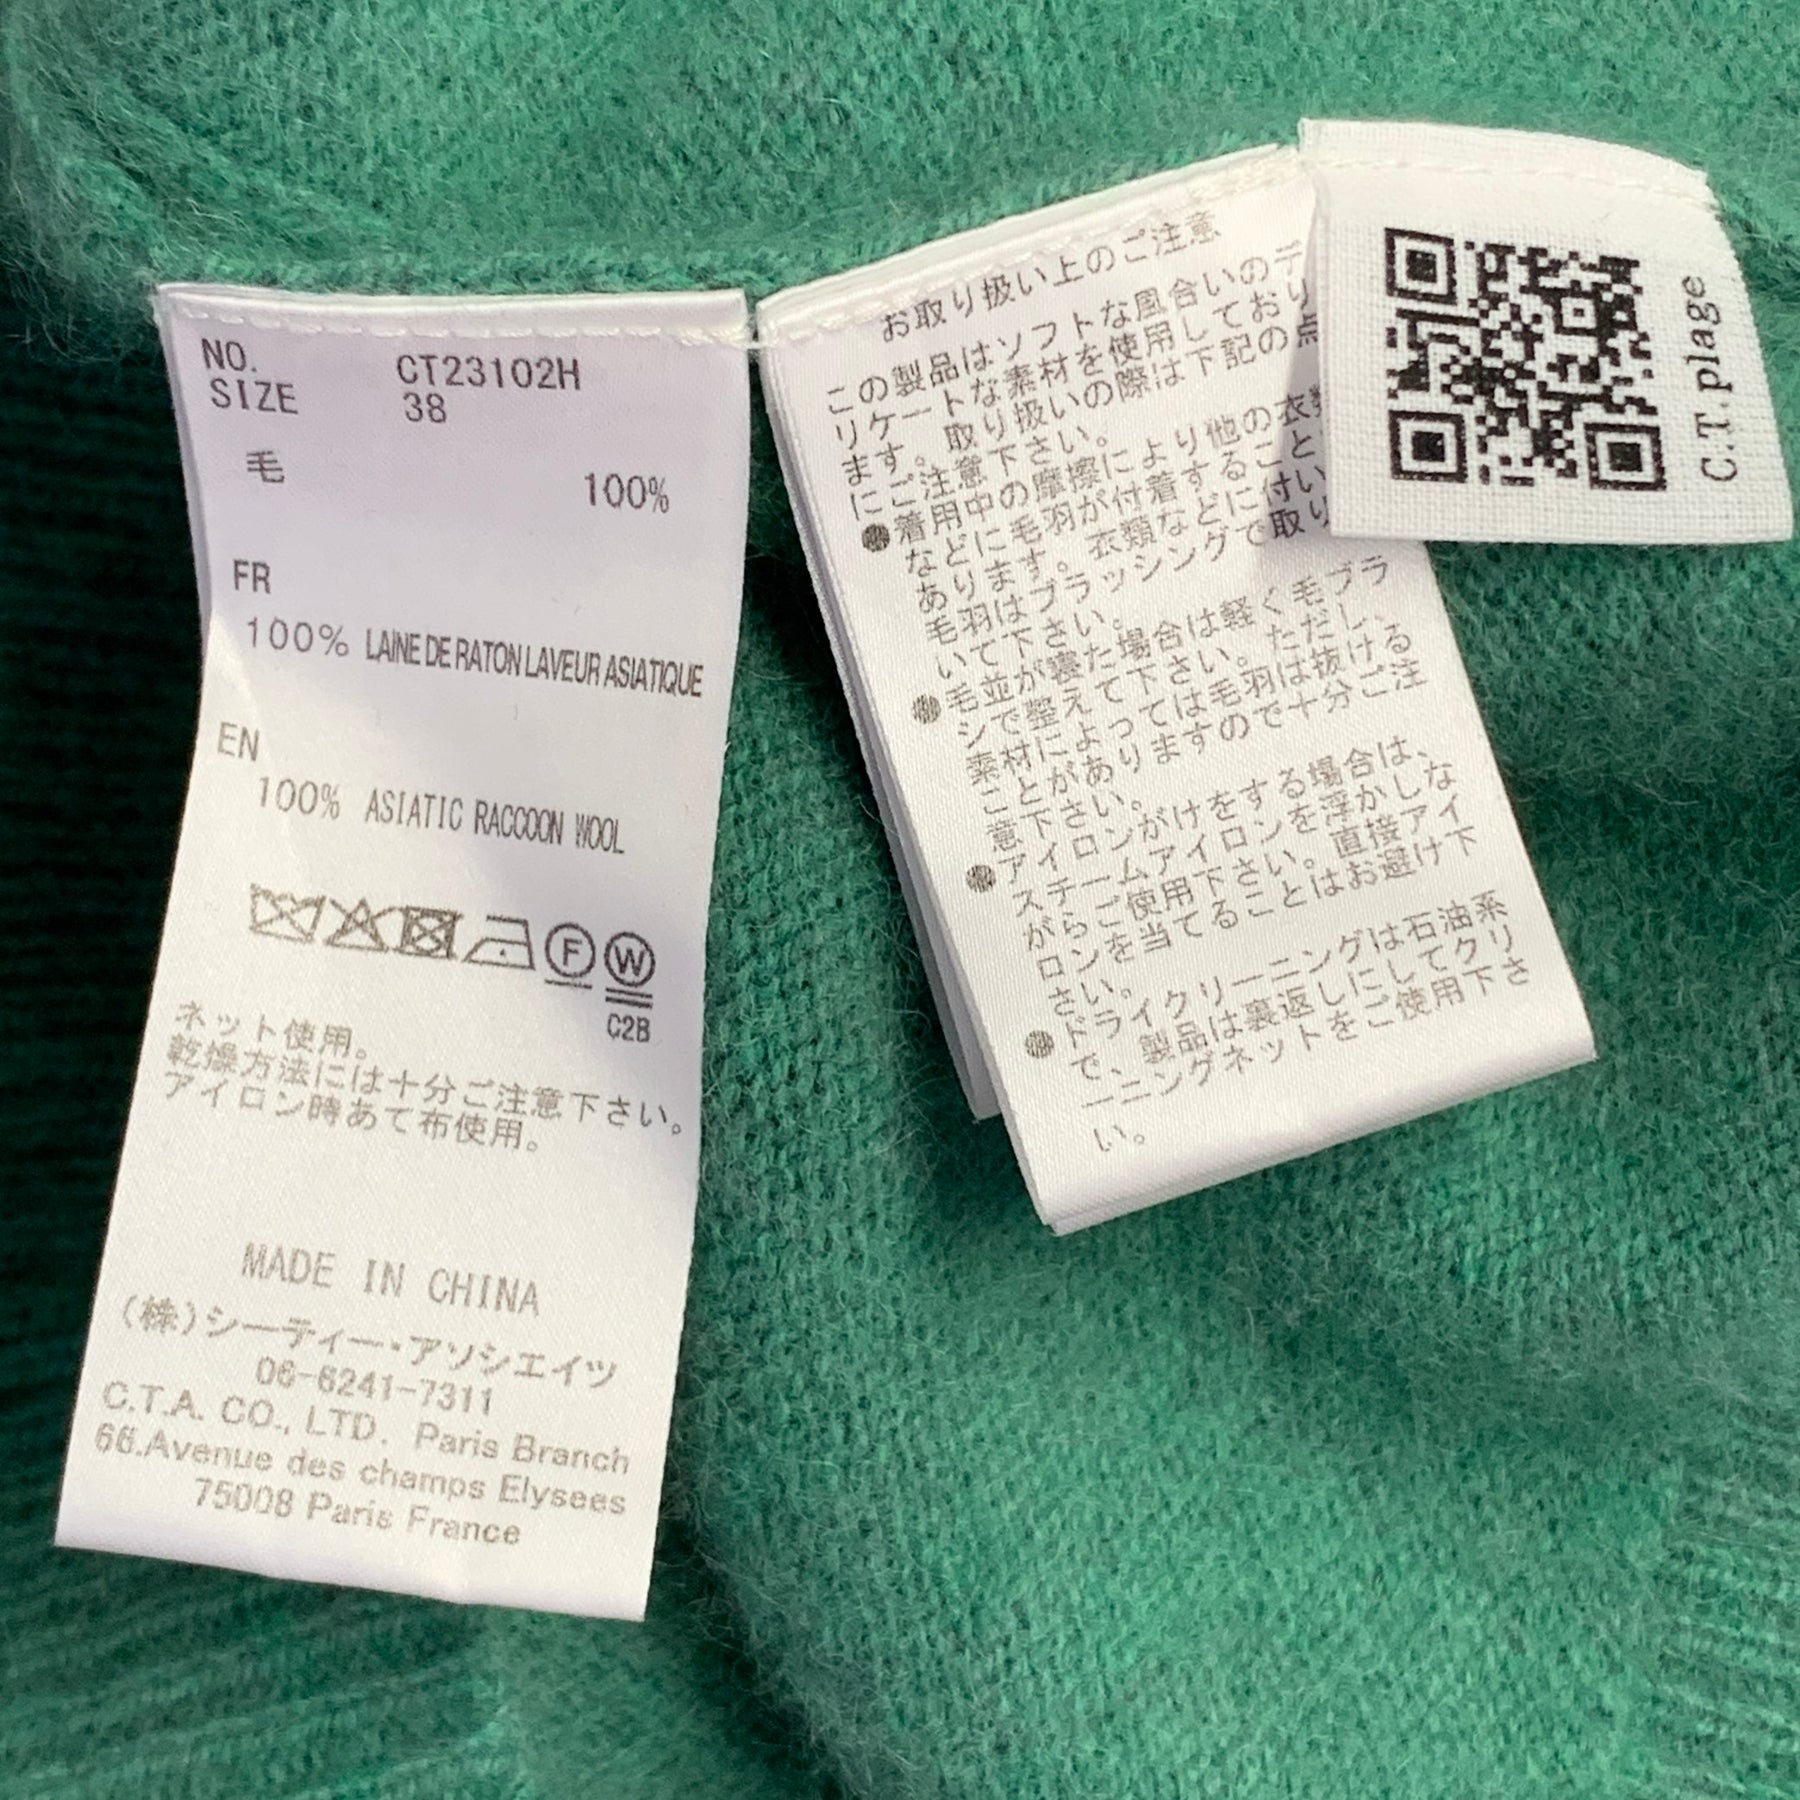 NO. CT23102H
SIZE 38
毛 100%
FR
100% LAINE DE RATON LAVEUR ASIATIQUE
EN
100% ASIATIC RACCOON WOOL
F W
C2B
ネット使用。
乾燥方法には十分ご注意下さい。
アイロン時あて布使用。
MADE IN CHINA
(株)シーティー・アソシエイツ
06-6241-7311
C.T.A. CO., LTD. Paris Branch
66.Avenue des champs Elysees
75008 Paris France
お取り扱い上のご注意
この製品はソフトな風合いのデ
リケートな素材を使用しており
ます。取り扱いの際は下記の点
にご注意下さい。
●着用中の摩擦により他の衣類
などに毛羽が付着すること
あります。衣類などに付い
毛羽はブラッシングで取り
いて下さい。
●毛並が寝た場合は軽く毛ブラ
シで整えて下さい。ただし、
素材によっては毛羽は抜ける
ことがありますので十分ご注
意下さい。
●アイロンがけをする場合は、
スチームアイロンを浮かしな
がらご使用下さい。直接アイ
ロンを当てることはお避け下
さい。
●ドライクリーニングは石油系
で、製品は裏返しにしてクリ
ーニングネットをご使用下さ
い。
C.T. plage